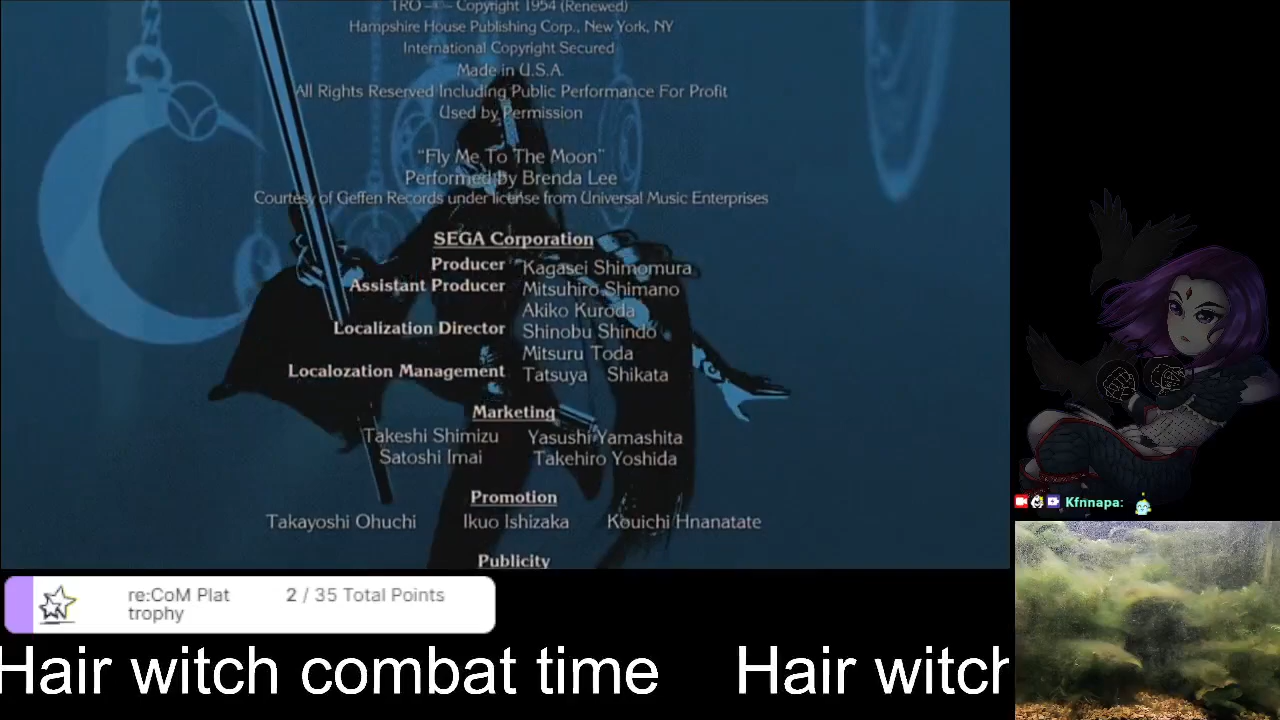 TRO — © Copyright 1954 (Renewed)
Hampshire House Publishing Corp., New York, NY
International Copyright Secured
Made in U.S.A.
All Rights Reserved Including Public Performance For Profit
Used by Permission
"Fly Me To The Moon"
Performed by Brenda Lee
Courtesy of Geffen Records under license from Universal Music Enterprises
SEGA Corporation
Producer Kagasei Shimomura
Assistant Producer Mitsuhiro Shimano
Akiko Kuroda
Localization Director Shinobu Shindo
Mitsuru Toda
Localozation Management Tatsuya Shikata
Marketing
Takeshi Shimizu Yasushi Yamashita
Satoshi Imai Takehiro Yoshida
Promotion
Takayoshi Ohuchi Ikuo Ishizaka Kouichi Hnanatate
Publicity
re:CoM Plat trophy 2 / 35 Total Points
Hair witch combat time Hair witch
Kfnnapa: